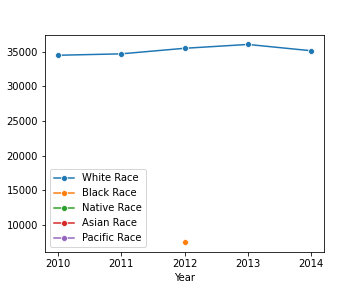 35000
30000
25000
20000
15000
10000
White Race
Black Race
Native Race
Asian Race
Pacific Race
2010 2011 2012 2013 2014
Year